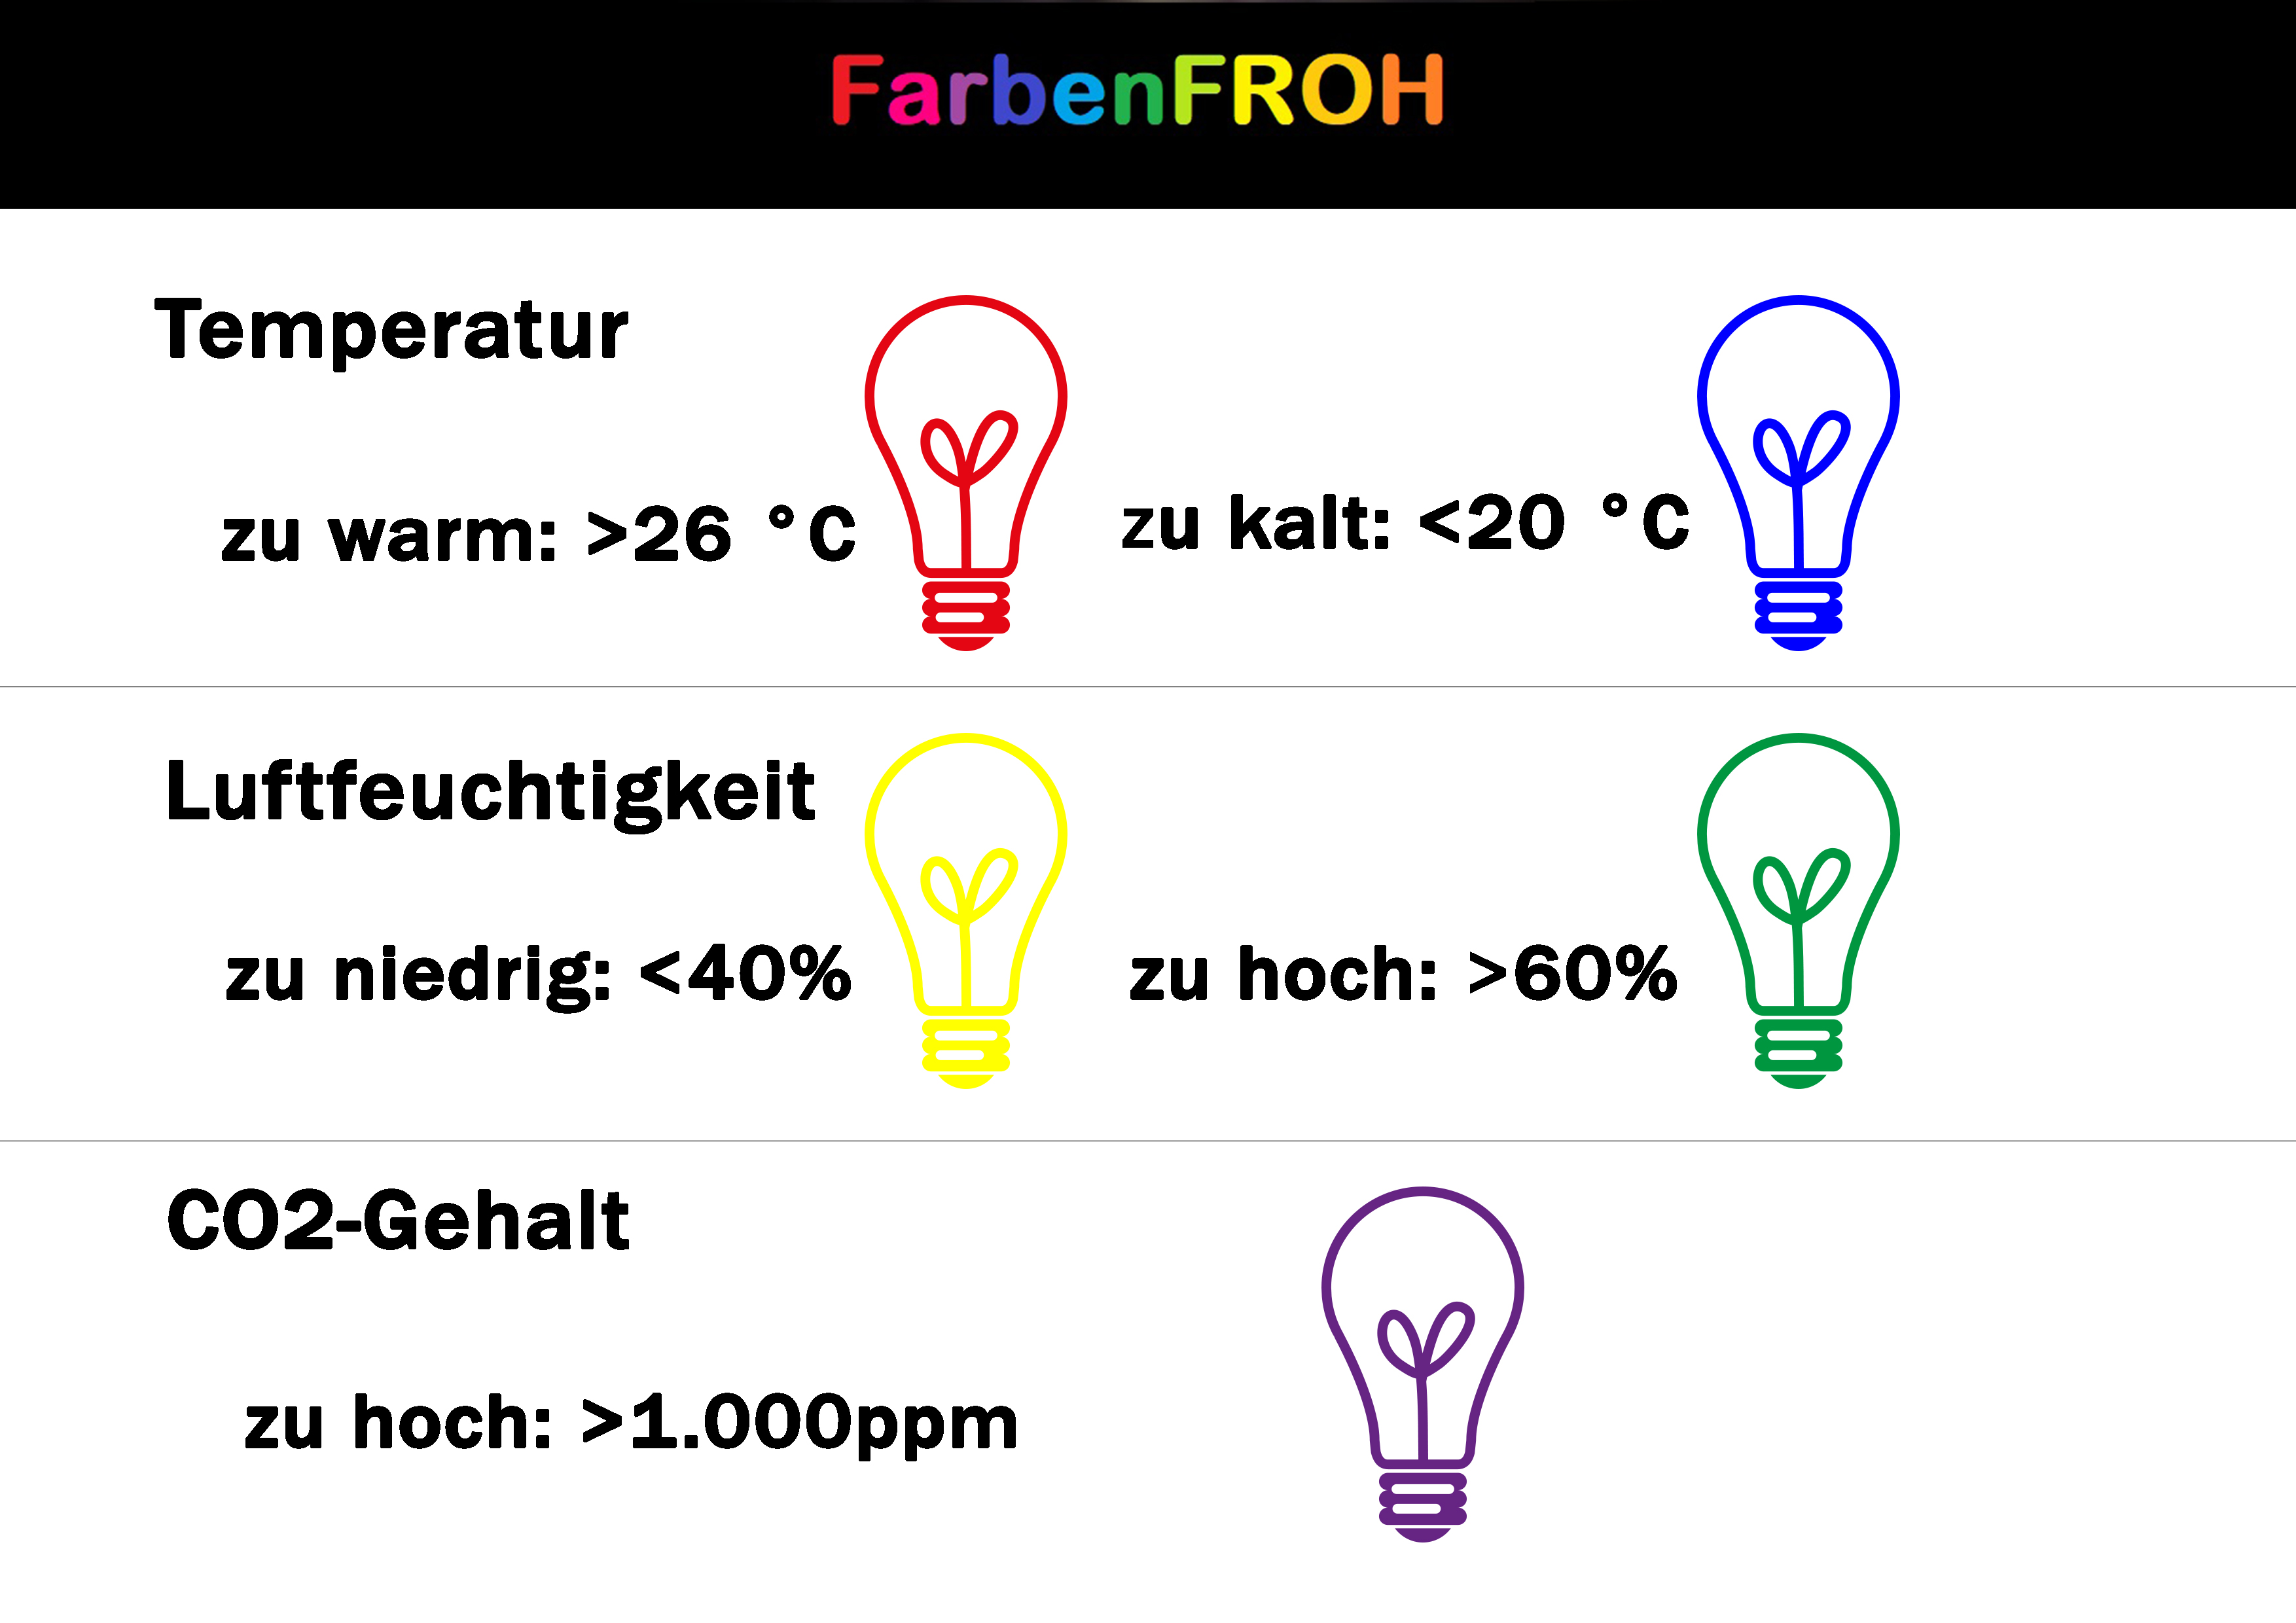 FarbenFROH
Temperatur
zu warm: >26 °C
zu kalt: <20 °C
Luftfeuchtigkeit
zu niedrig: <40%
zu hoch: >60%
CO2-Gehalt
zu hoch: >1.000ppm